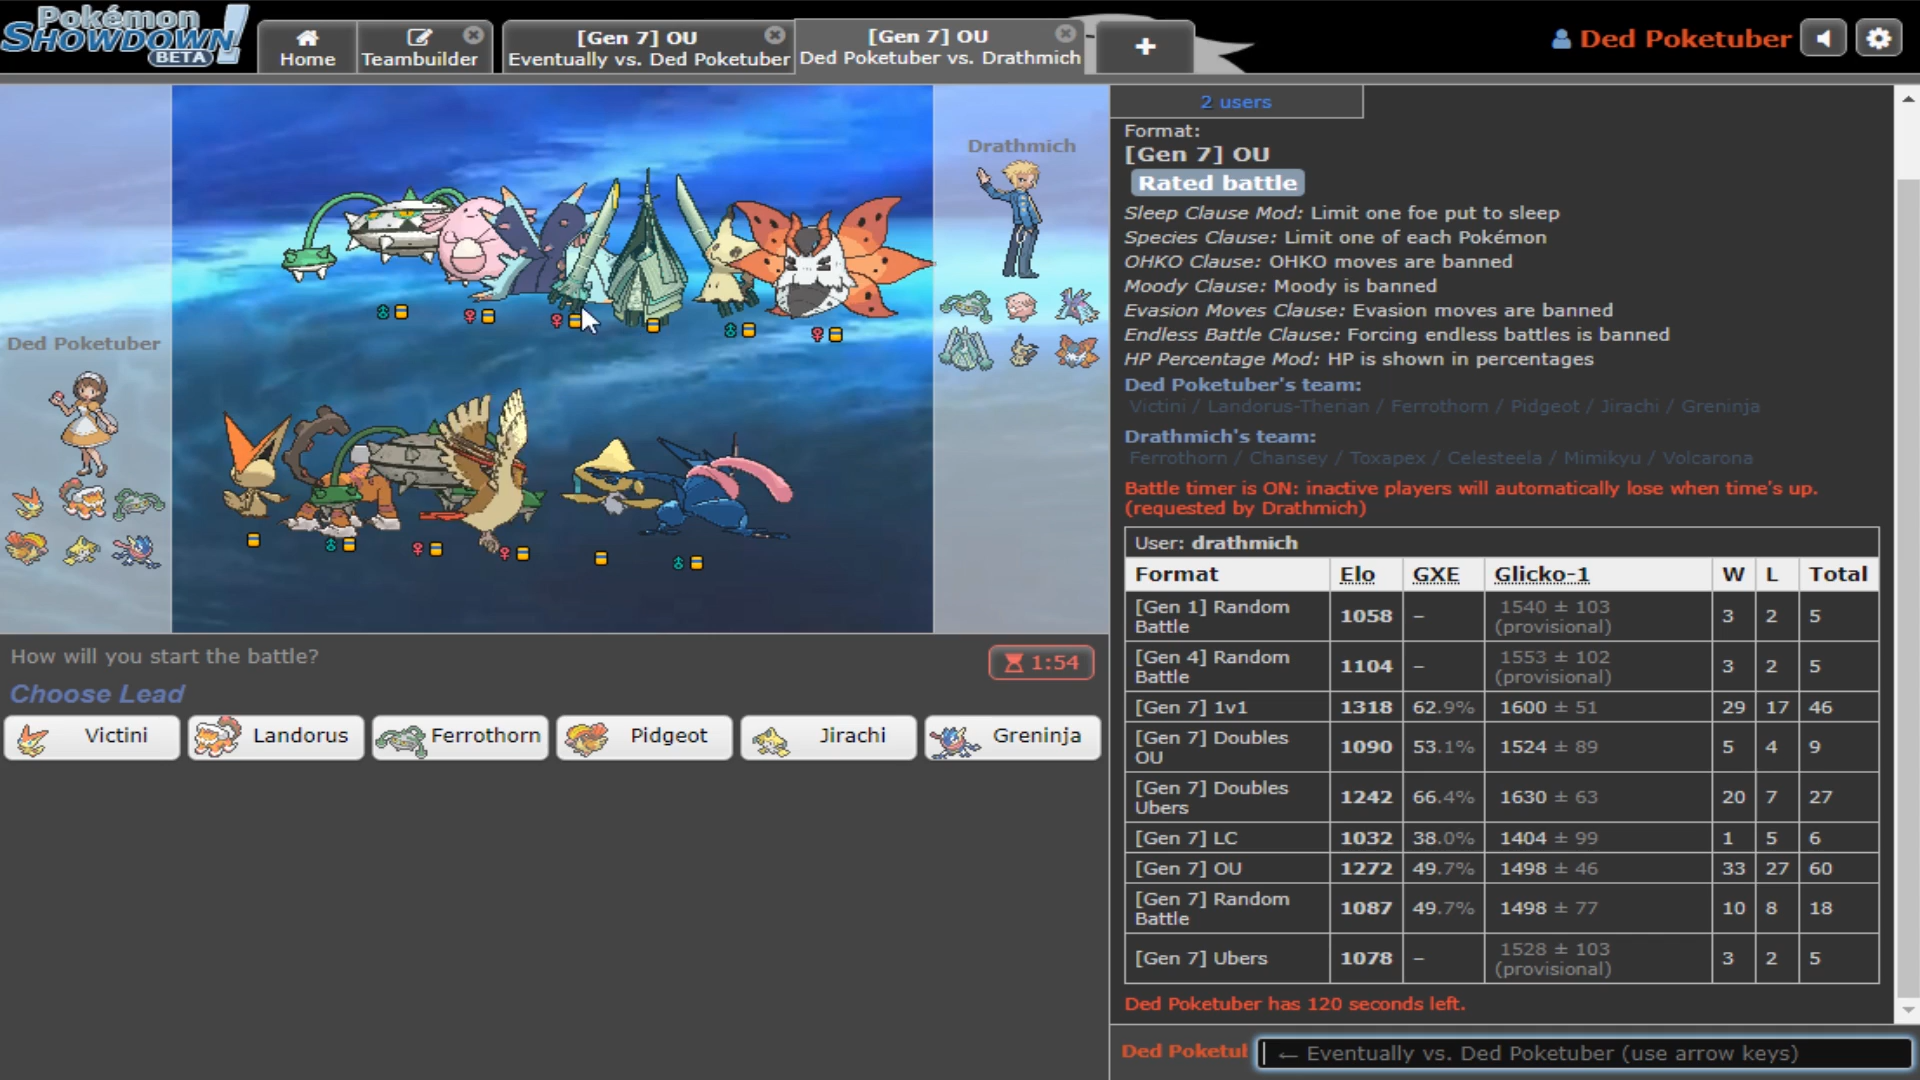 Pokémon
SHOWDOWN!
BETA
Home
Teambuilder
[Gen 7] OU
Eventually vs. Ded Poketuber
[Gen 7] OU
Ded Poketuber vs. Drathmich
Ded Poketuber
Drathmich
Ded Poketuber
How will you start the battle?
1:54
Choose Lead
Victini
Landorus
Ferrothorn
Pidgeot
Jirachi
Greninja
2 users
Format:
[Gen 7] OU
Rated battle
Sleep Clause Mod: Limit one foe put to sleep
Species Clause: Limit one of each Pokémon
OHKO Clause: OHKO moves are banned
Moody Clause: Moody is banned
Evasion Moves Clause: Evasion moves are banned
Endless Battle Clause: Forcing endless battles is banned
HP Percentage Mod: HP is shown in percentages
Ded Poketuber's team:
Victini / Landorus-Therian / Ferrothorn / Pidgeot / Jirachi / Greninja
Drathmich's team:
Ferrothorn / Chansey / Toxapex / Celesteela / Mimikyu / Volcarona
Battle timer is ON: inactive players will automatically lose when time's up.
(requested by Drathmich)
User: drathmich
Format Elo GXE Glicko-1 W L Total
[Gen 1] Random Battle 1058 – 1540 ± 103 (provisional) 3 2 5
[Gen 4] Random Battle 1104 – 1553 ± 102 (provisional) 3 2 5
[Gen 7] 1v1 1318 62.9% 1600 ± 51 29 17 46
[Gen 7] Doubles OU 1090 53.1% 1524 ± 89 5 4 9
[Gen 7] Doubles Ubers 1242 66.4% 1630 ± 63 20 7 27
[Gen 7] LC 1032 38.0% 1404 ± 99 1 5 6
[Gen 7] OU 1272 49.7% 1498 ± 46 33 27 60
[Gen 7] Random Battle 1087 49.7% 1498 ± 77 10 8 18
[Gen 7] Ubers 1078 – 1528 ± 103 (provisional) 3 2 5
Ded Poketuber has 120 seconds left.
Ded Poketul
← Eventually vs. Ded Poketuber (use arrow keys)